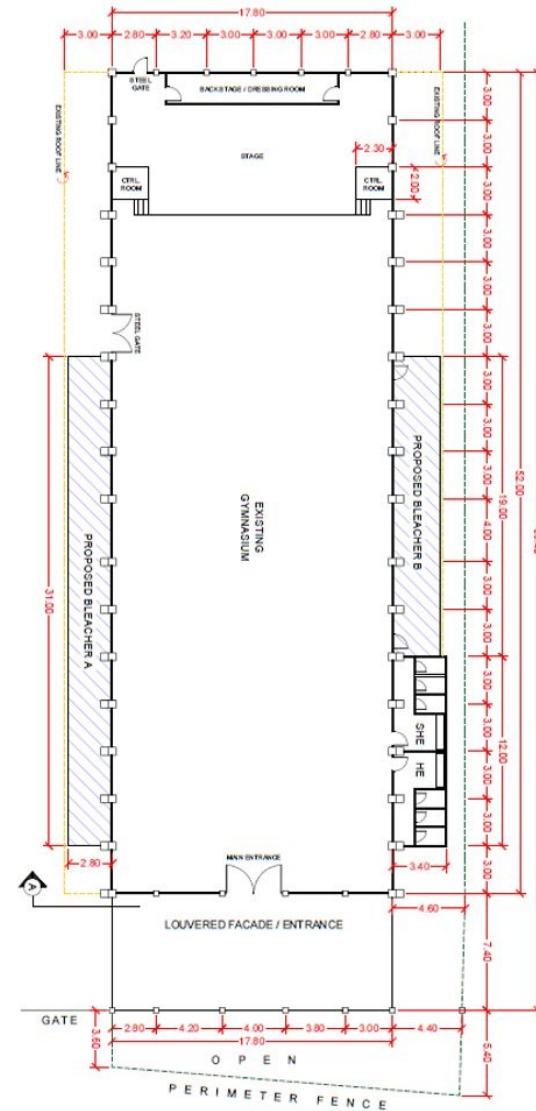 17.80
3.00 2.80 3.20 3.00 3.00 3.00 2.80 3.00
STEEL
GATE
BACKSTAGE / DRESSING ROOM
EXISTING ROOF LINE
EXISTING ROOF LINE
STAGE
2.30
CTRL.
ROOM
CTRL.
ROOM
2.00
3.00
3.00
3.00
3.00
3.00
3.00
STEEL GATE
3.00
3.00
3.00
4.00
3.00
3.00
3.00
3.00
3.00
3.00
3.00
52.00
19.00
12.00
31.00
PROPOSED BLEACHER A
EXISTING
GYMNASIUM
PROPOSED BLEACHER B
SHE
HE
2.80
3.40
MAIN ENTRANCE
A
LOUVERED FACADE / ENTRANCE
4.60
7.40
GATE
2.80 4.20 4.00 3.80 3.00 4.40
17.80
3.60
5.40
OPEN
PERIMETER FENCE